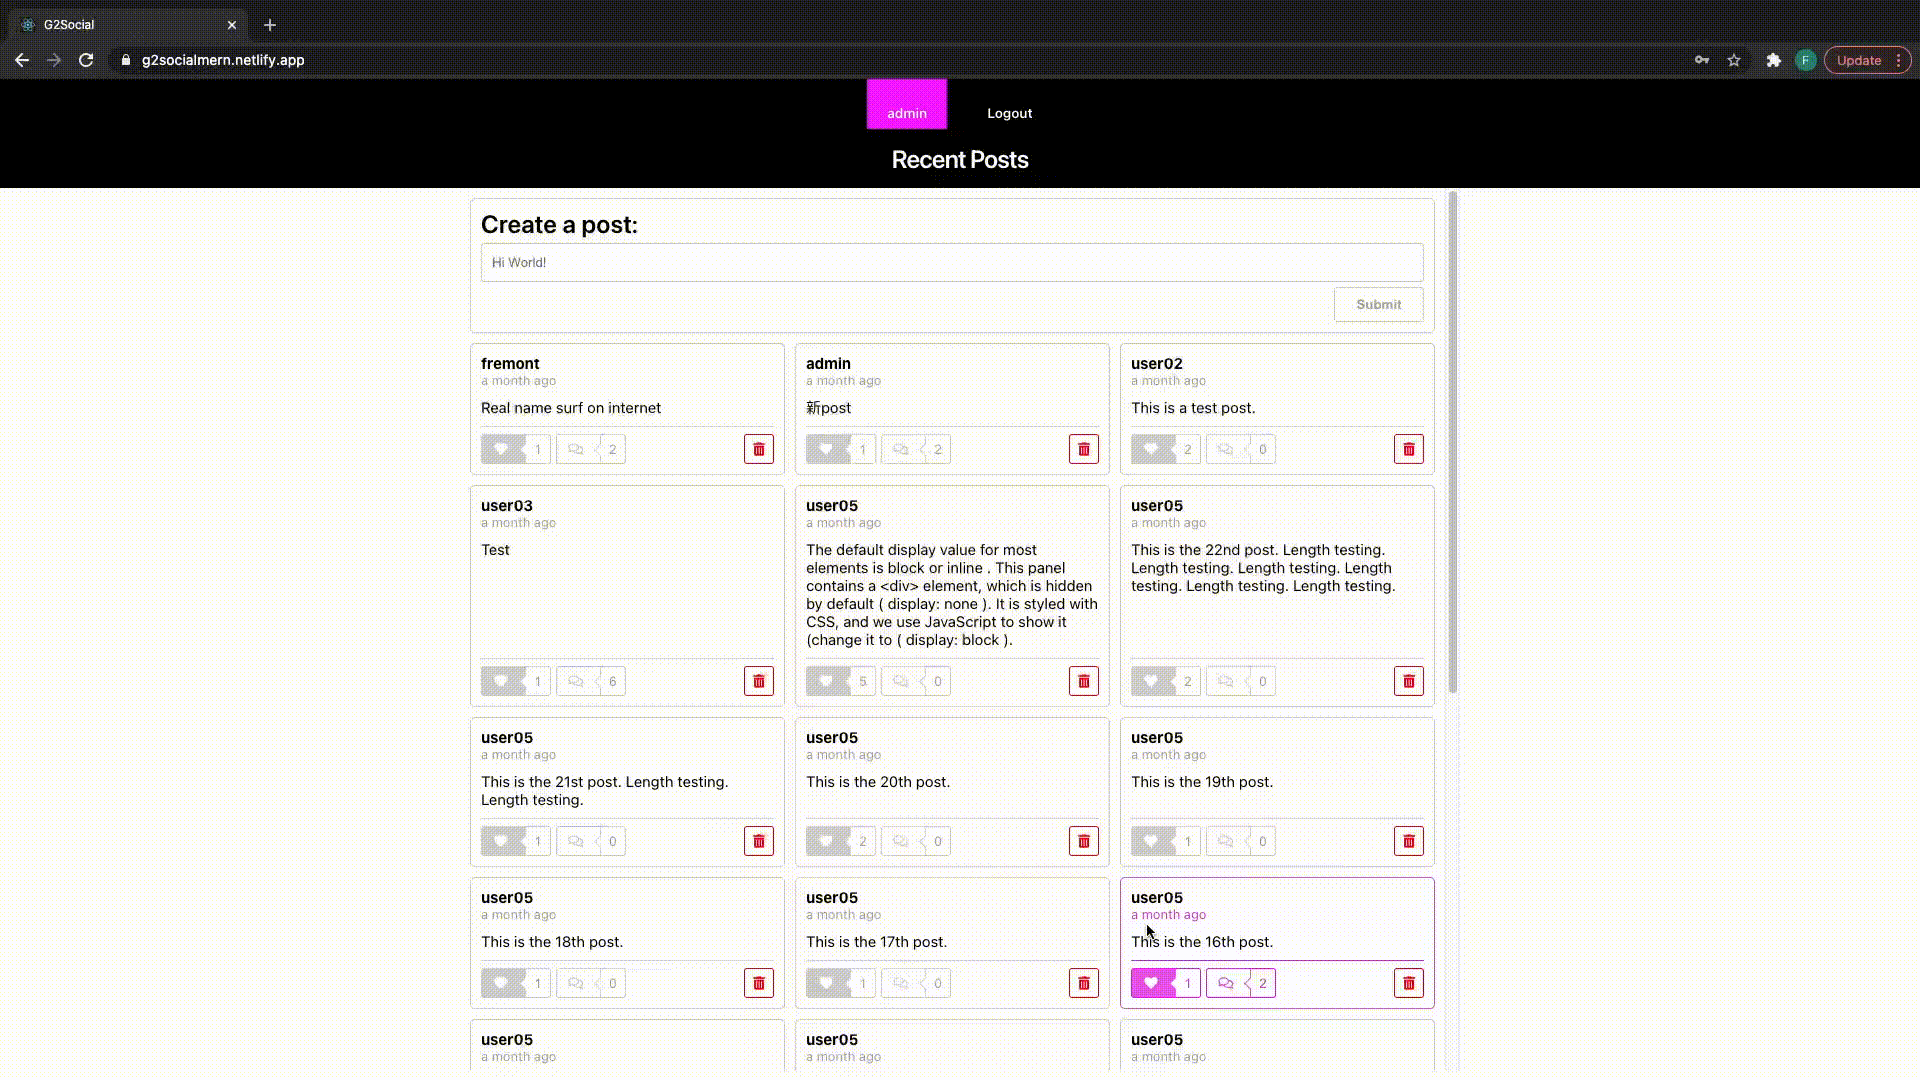 G2Social
g2socialmern.netlify.app
F
Update
admin
Logout
Recent Posts
Create a post:
Hi World!
Submit
fremont
a month ago
Real name surf on internet
1
2
admin
a month ago
新post
1
2
user02
a month ago
This is a test post.
2
0
user03
a month ago
Test
1
6
user05
a month ago
The default display value for most
elements is block or inline . This panel
contains a <div> element, which is hidden
by default ( display: none ). It is styled with
CSS, and we use JavaScript to show it
(change it to ( display: block ).
5
0
user05
a month ago
This is the 22nd post. Length testing.
Length testing. Length testing. Length
testing. Length testing. Length testing.
2
0
user05
a month ago
This is the 21st post. Length testing.
Length testing.
1
0
user05
a month ago
This is the 20th post.
2
0
user05
a month ago
This is the 19th post.
1
0
user05
a month ago
This is the 18th post.
1
0
user05
a month ago
This is the 17th post.
1
0
user05
a month ago
This is the 16th post.
1
2
user05
a month ago
user05
a month ago
user05
a month ago